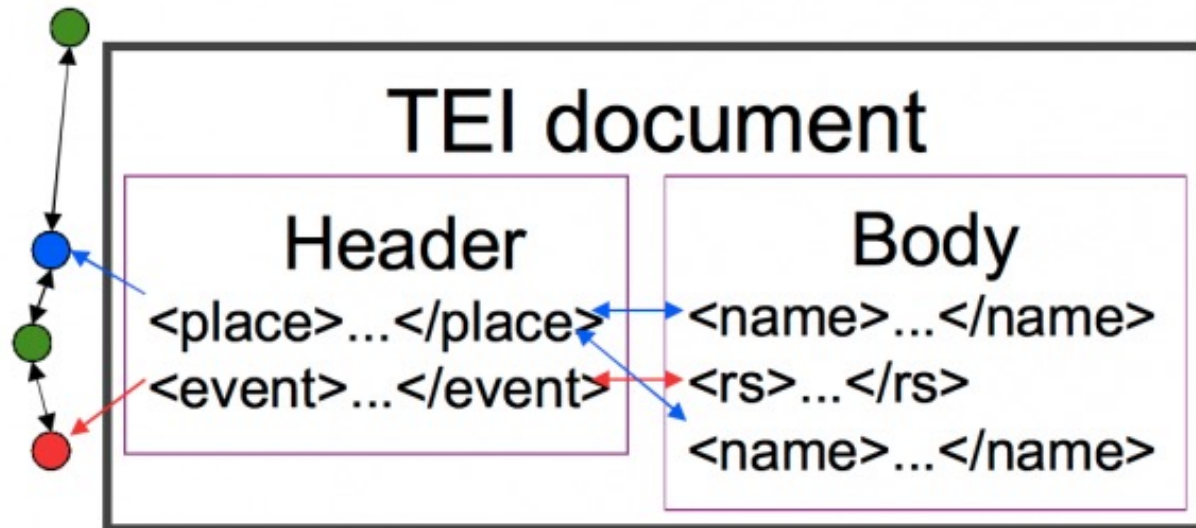 TEI document
Header
<place>...</place>
<event>...</event>
Body
<name>...</name>
<rs>...</rs>
<name>...</name>